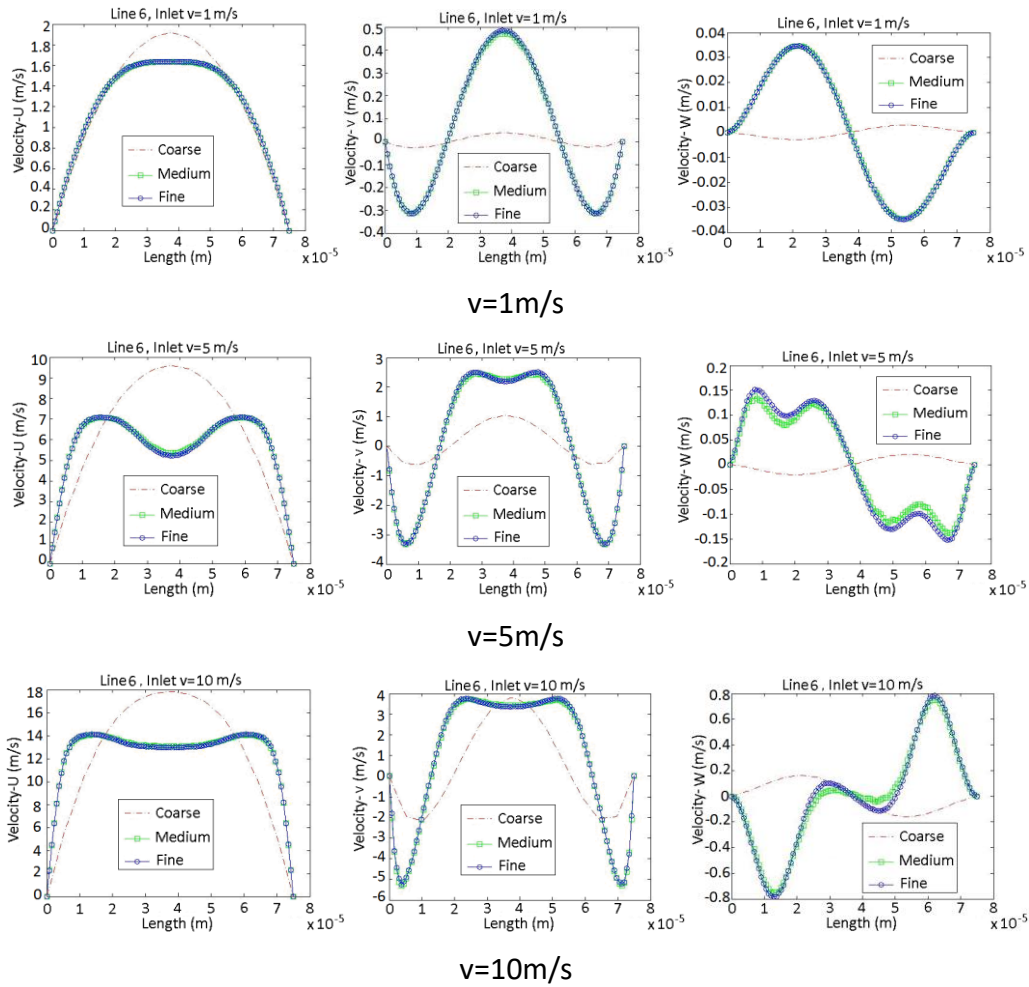 Line 6, Inlet v=1 m/s
Velocity-U (m/s)
2
1.8
1.6
1.4
1.2
1
0.8
0.6
0.4
0.2
0
Coarse
Medium
Fine
0 1 2 3 4 5 6 7 8
Length (m)
x 10-5
Line 6, Inlet v=1 m/s
Velocity- v (m/s)
0.5
0.4
0.3
0.2
0.1
0
-0.1
-0.2
-0.3
-0.4
Coarse
Medium
Fine
0 1 2 3 4 5 6 7 8
Length (m)
x 10-5
Line 6, Inlet v=1 m/s
Velocity- W (m/s)
0.04
0.03
0.02
0.01
0
-0.01
-0.02
-0.03
-0.04
Coarse
Medium
Fine
0 1 2 3 4 5 6 7 8
Length (m)
x 10-5
v=1m/s
Line 6, Inlet v=5 m/s
Velocity-U (m/s)
10
9
8
7
6
5
4
3
2
1
0
Coarse
Medium
Fine
0 1 2 3 4 5 6 7 8
Length (m)
x 10-5
Line 6, Inlet v=5 m/s
Velocity- v (m/s)
3
2
1
0
-1
-2
-3
-4
Coarse
Medium
Fine
0 1 2 3 4 5 6 7 8
Length (m)
x 10-5
Line 6, Inlet v=5 m/s
Velocity-W (m/s)
0.2
0.15
0.1
0.05
0
-0.05
-0.1
-0.15
-0.2
Coarse
Medium
Fine
0 1 2 3 4 5 6 7 8
Length (m)
x 10-5
v=5m/s
Line6, Inlet v=10 m/s
Velocity-U (m/s)
18
16
14
12
10
8
6
4
2
0
Coarse
Medium
Fine
0 1 2 3 4 5 6 7 8
Length (m)
x 10-5
Line 6, Inlet v=10 m/s
Velocity- v (m/s)
4
3
2
1
0
-1
-2
-3
-4
-5
-6
Coarse
Medium
Fine
0 1 2 3 4 5 6 7 8
Length (m)
x 10-5
Line6, Inlet v=10 m/s
Velocity- W (m/s)
0.8
0.6
0.4
0.2
0
-0.2
-0.4
-0.6
-0.8
Coarse
Medium
Fine
0 1 2 3 4 5 6 7 8
Length (m)
x 10-5
v=10m/s